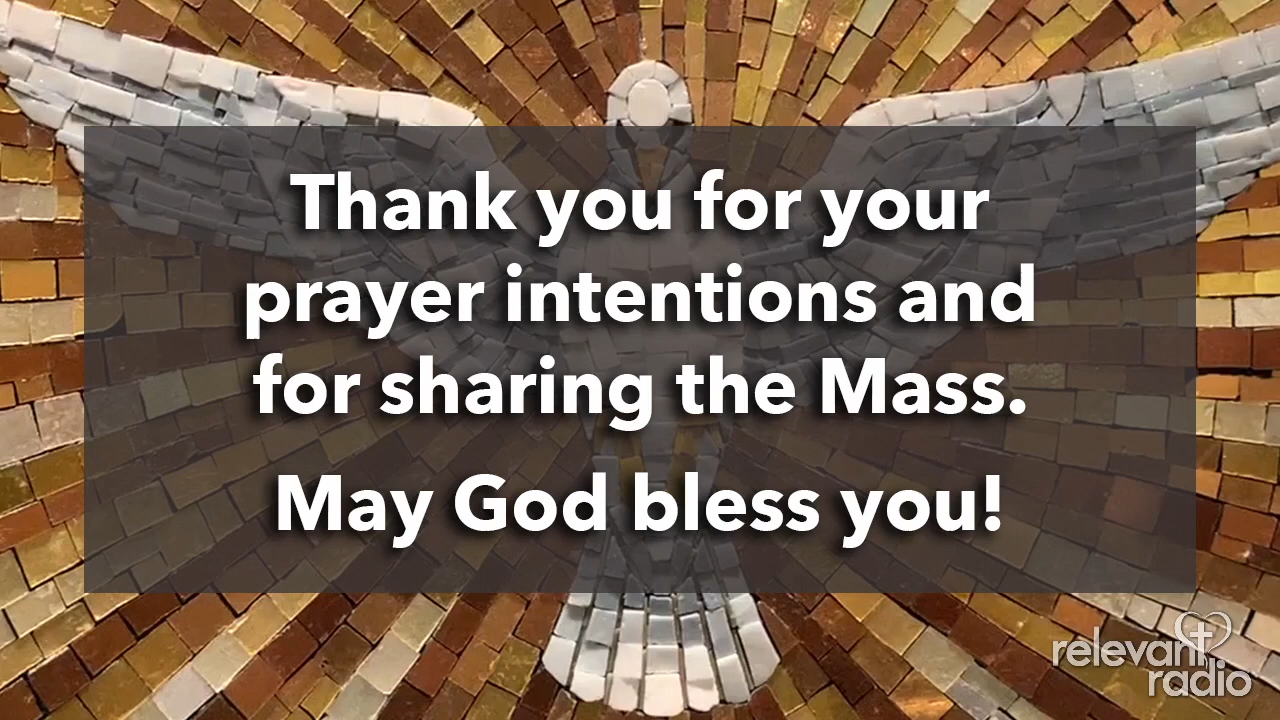 Thank you for your
prayer intentions and
for sharing the Mass.
May God bless you!
relevant
radio